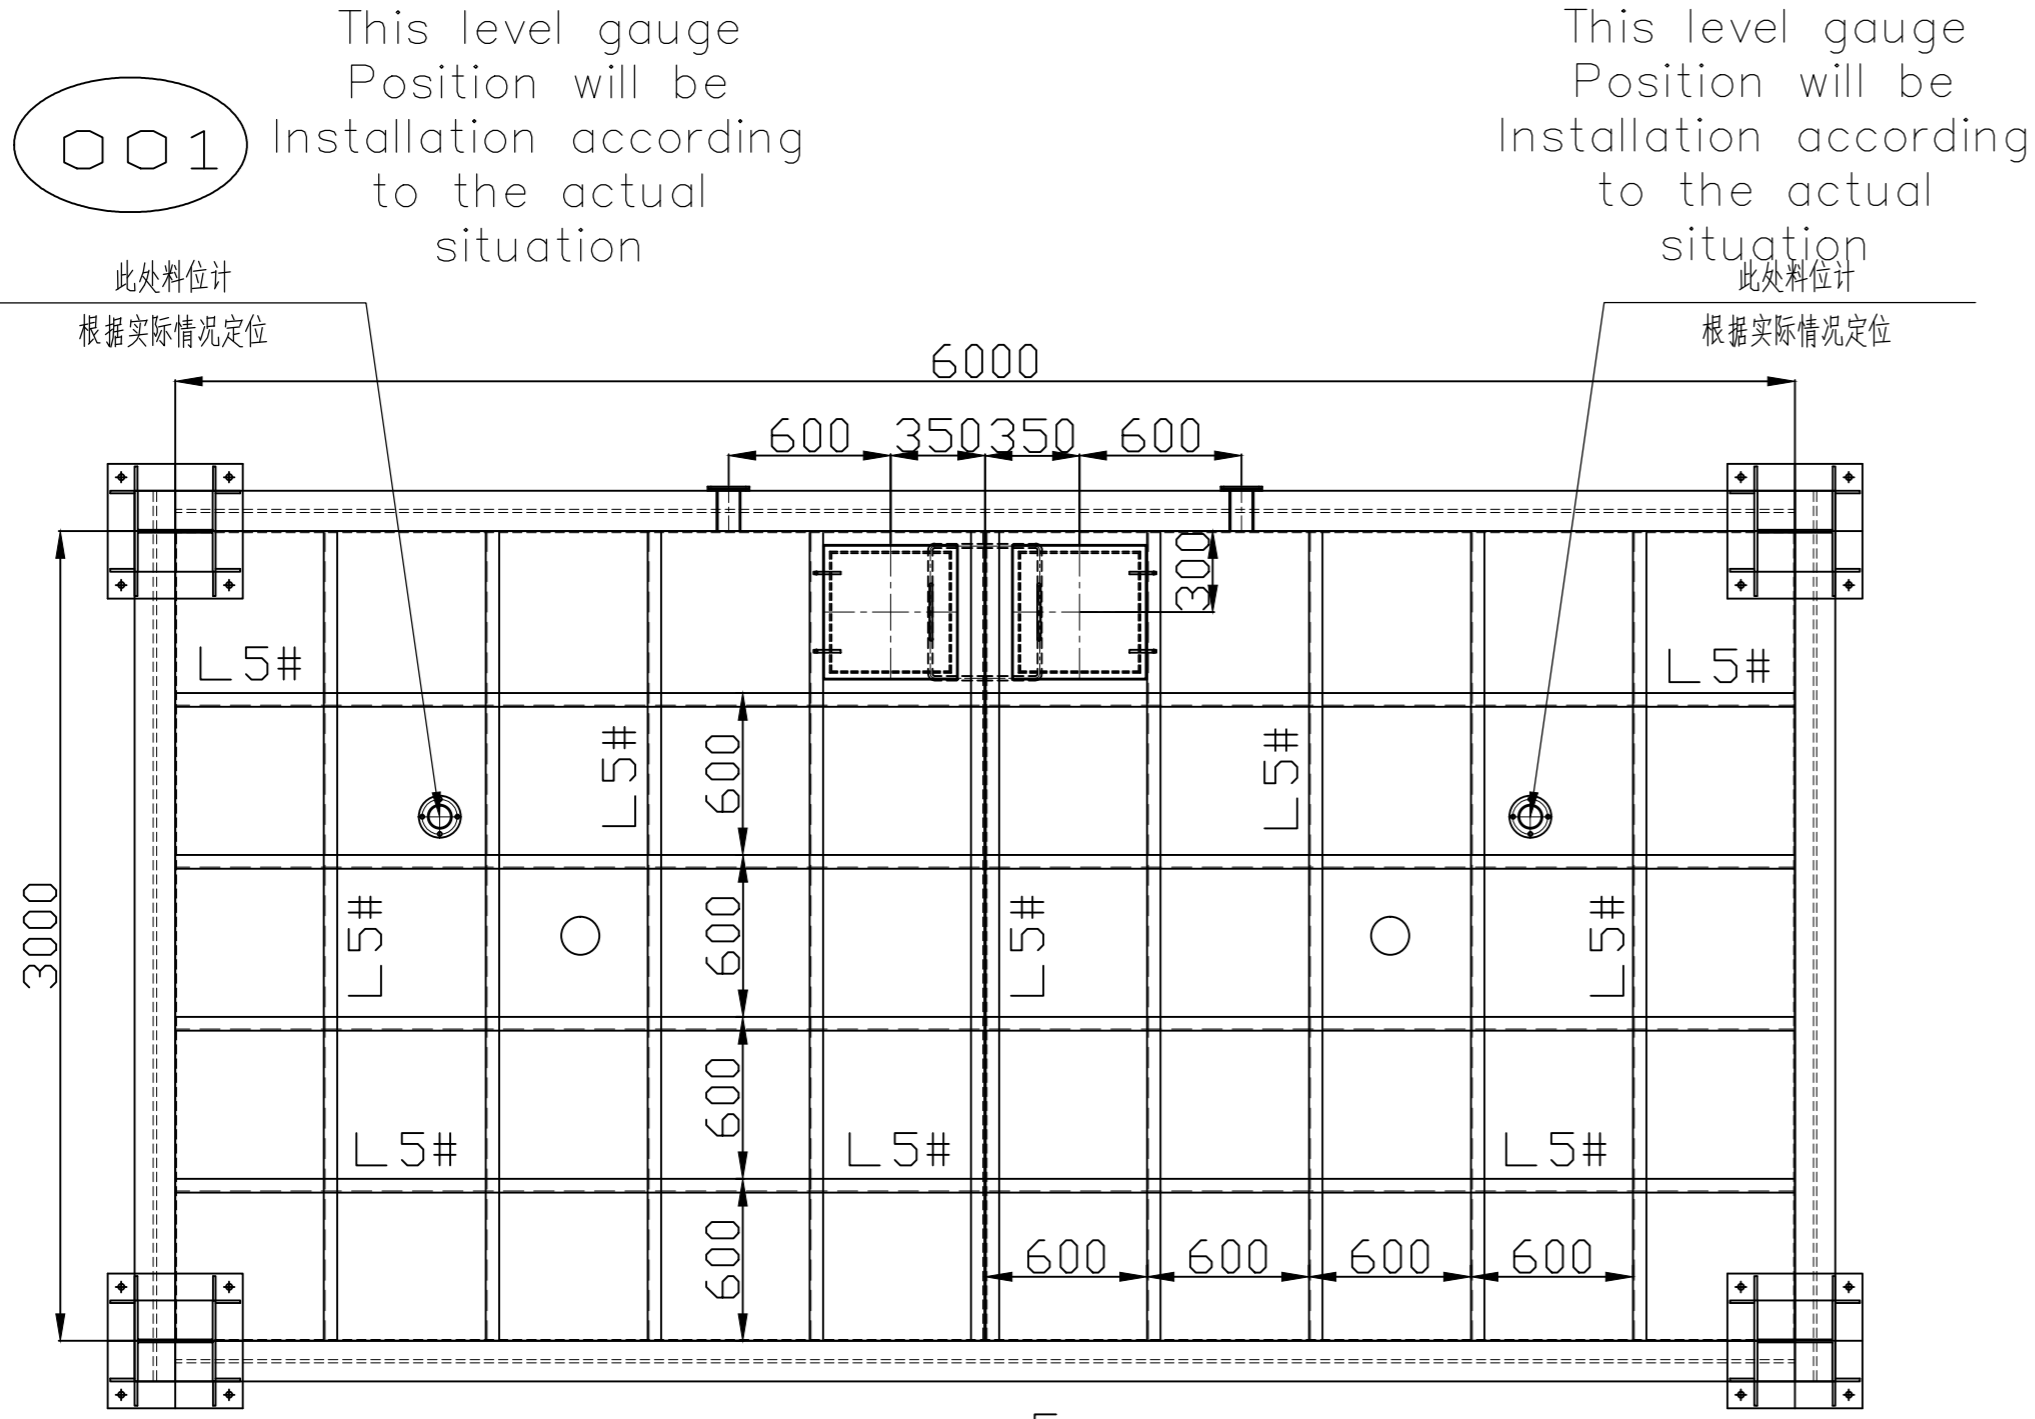 This level gauge
Position will be
Installation according
to the actual
situation
This level gauge
Position will be
Installation according
to the actual
situation
001
此处料位计
根据实际情况定位
此处料位计
根据实际情况定位
6000
600
350
350
600
300
L5#
L5#
L5#
L5#
600
3000
L5#
600
L5#
L5#
600
L5#
L5#
L5#
600
600
600
600
600